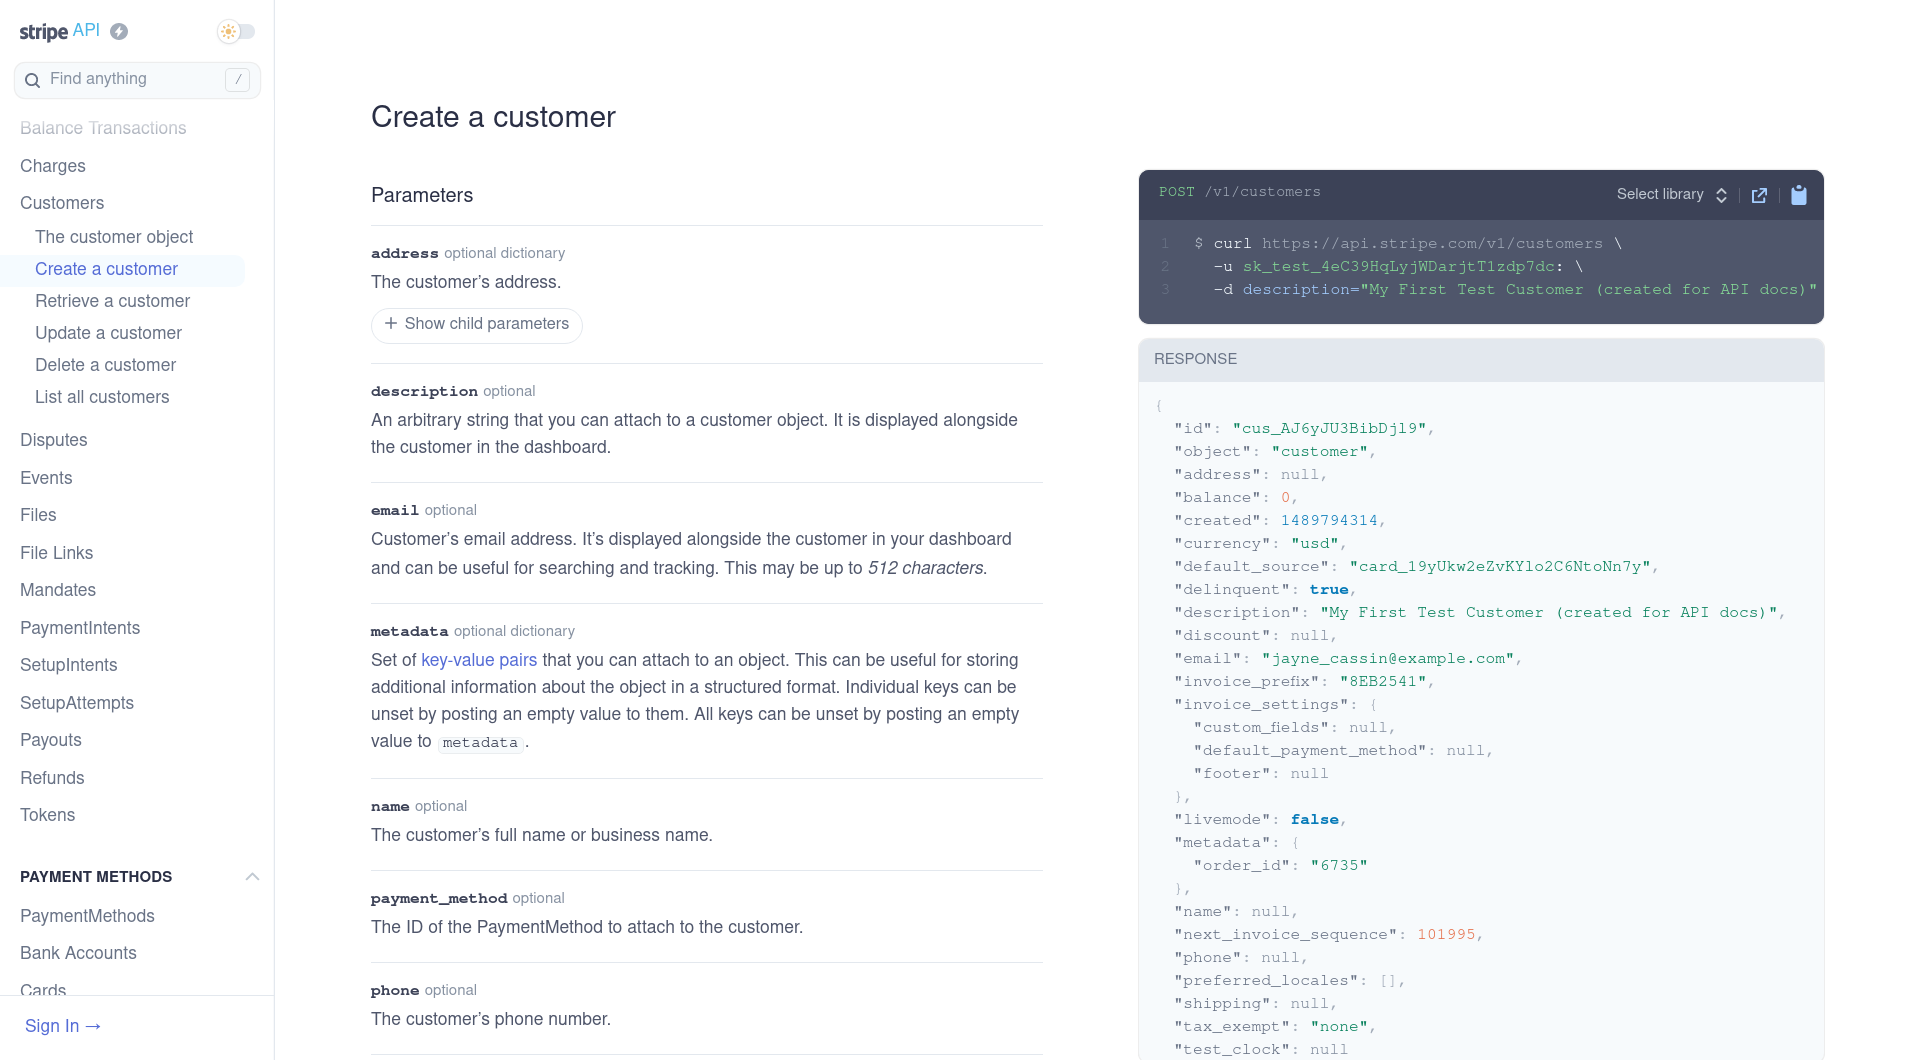 stripe API
Find anything /
Balance Transactions
Charges
Customers
The customer object
Create a customer
Retrieve a customer
Update a customer
Delete a customer
List all customers
Disputes
Events
Files
File Links
Mandates
PaymentIntents
SetupIntents
SetupAttempts
Payouts
Refunds
Tokens
PAYMENT METHODS
PaymentMethods
Bank Accounts
Cards
Sign In →
Create a customer
Parameters
address optional dictionary
The customer’s address.
+ Show child parameters
description optional
An arbitrary string that you can attach to a customer object. It is displayed alongside
the customer in the dashboard.
email optional
Customer’s email address. It’s displayed alongside the customer in your dashboard
and can be useful for searching and tracking. This may be up to 512 characters.
metadata optional dictionary
Set of key-value pairs that you can attach to an object. This can be useful for storing
additional information about the object in a structured format. Individual keys can be
unset by posting an empty value to them. All keys can be unset by posting an empty
value to metadata.
name optional
The customer’s full name or business name.
payment_method optional
The ID of the PaymentMethod to attach to the customer.
phone optional
The customer’s phone number.
POST /v1/customers Select library
1 $ curl https://api.stripe.com/v1/customers \
2 -u sk_test_4eC39HqLyjWDarjtT1zdp7dc: \
3 -d description="My First Test Customer (created for API docs)"
RESPONSE
{
"id": "cus_AJ6yJU3BibDjl9",
"object": "customer",
"address": null,
"balance": 0,
"created": 1489794314,
"currency": "usd",
"default_source": "card_19yUkw2eZvKYlo2C6NtoNn7y",
"delinquent": true,
"description": "My First Test Customer (created for API docs)",
"discount": null,
"email": "jayne_cassin@example.com",
"invoice_prefix": "8EB2541",
"invoice_settings": {
"custom_fields": null,
"default_payment_method": null,
"footer": null
},
"livemode": false,
"metadata": {
"order_id": "6735"
},
"name": null,
"next_invoice_sequence": 101995,
"phone": null,
"preferred_locales": [],
"shipping": null,
"tax_exempt": "none",
"test_clock": null